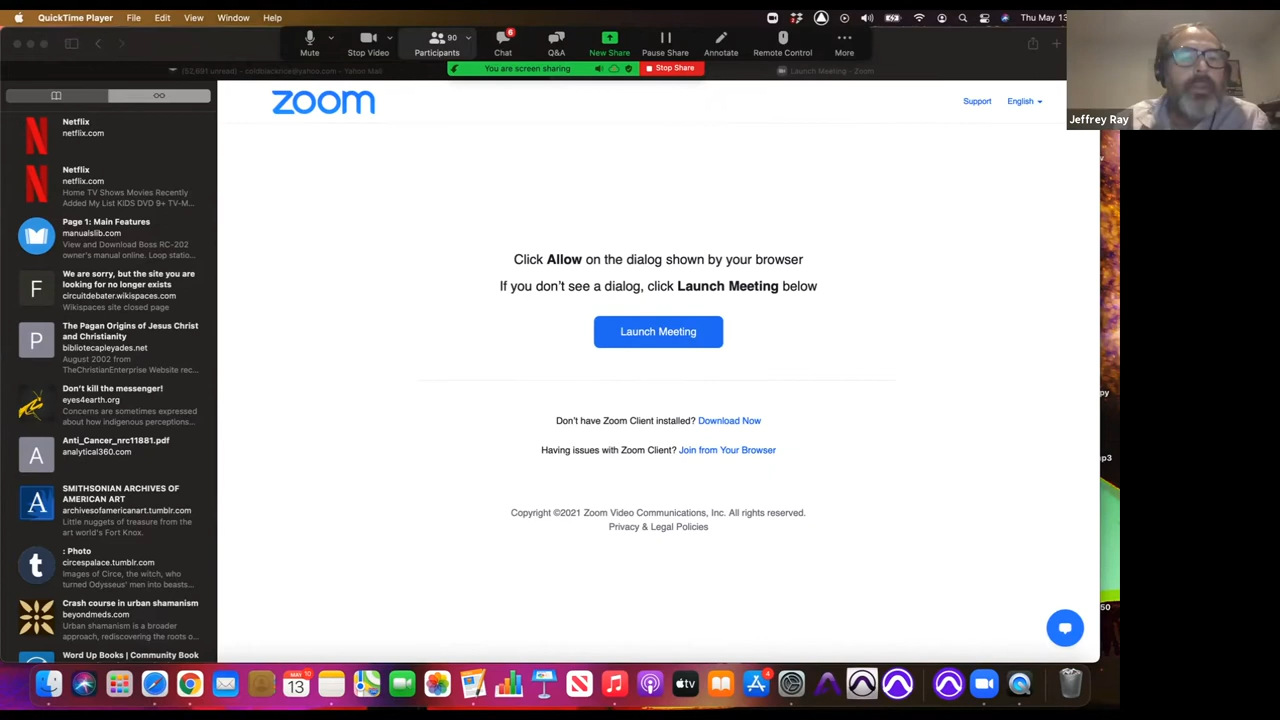 QuickTime Player File Edit View Window Help
Thu May 13
Mute
Stop Video
90
Participants
6
Chat
Q&A
New Share
Pause Share
Annotate
Remote Control
More
You are screen sharing
Stop Share
Launch Meeting - Zoom
Jeffrey Ray
Netflix
netflix.com
Netflix
netflix.com
Home TV Shows Movies Recently
Added My List KIDS DVD 9+ TV-M...
Page 1: Main Features
manualslib.com
View and Download Boss RC-202
owner's manual online. Loop statio...
F
We are sorry, but the site you are
looking for no longer exists
circuitdebater.wikispaces.com
Wikispaces site closed page
P
The Pagan Origins of Jesus Christ
and Christianity
bibliotecapleyades.net
August 2002 from
TheChristianEnterprise Website rec...
Don't kill the messenger!
eyes4earth.org
Concerns are sometimes expressed
about how indigenous perceptions...
A
Anti_Cancer_nrc11881.pdf
analytical360.com
A
SMITHSONIAN ARCHIVES OF
AMERICAN ART
archivesofamericanart.tumblr.com
Little nuggets of treasure from the
art world's Fort Knox.
t
: Photo
circespalace.tumblr.com
Images of Circe, the witch, who
turned Odysseus' men into beasts...
Crash course in urban shamanism
beyondmeds.com
Urban shamanism is a broader
approach, rediscovering the roots o...
Word Up Books | Community Book
zoom
Support
English
Click Allow on the dialog shown by your browser
If you don't see a dialog, click Launch Meeting below
Launch Meeting
Don't have Zoom Client installed? Download Now
Having issues with Zoom Client? Join from Your Browser
Copyright ©2021 Zoom Video Communications, Inc. All rights reserved.
Privacy & Legal Policies
py
mp3
50
MAY
13
tv
4